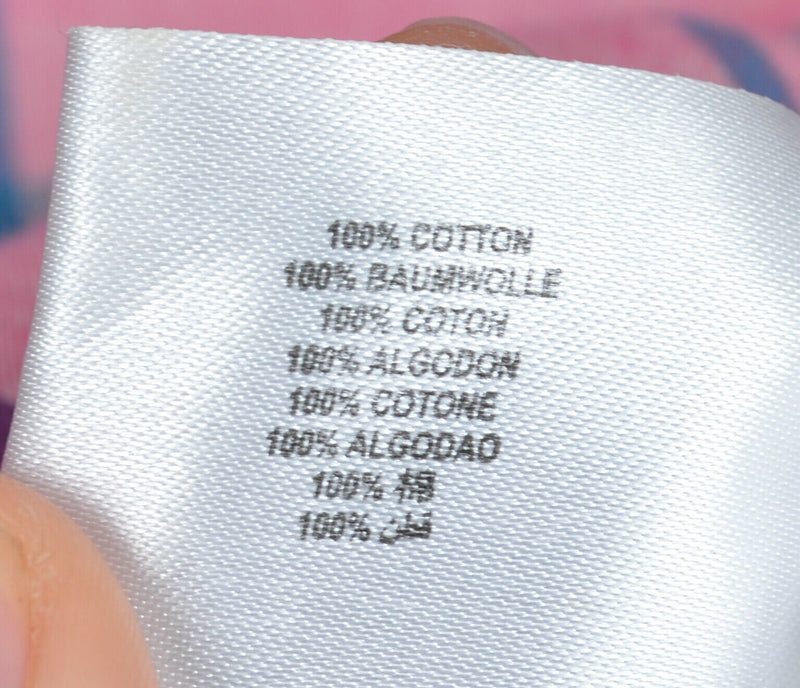 100% COTTON
100% BAUMWOLLE
100% COTON
100% ALGODON
100% COTONE
100% ALGODAO
100% 棉
100% قطن